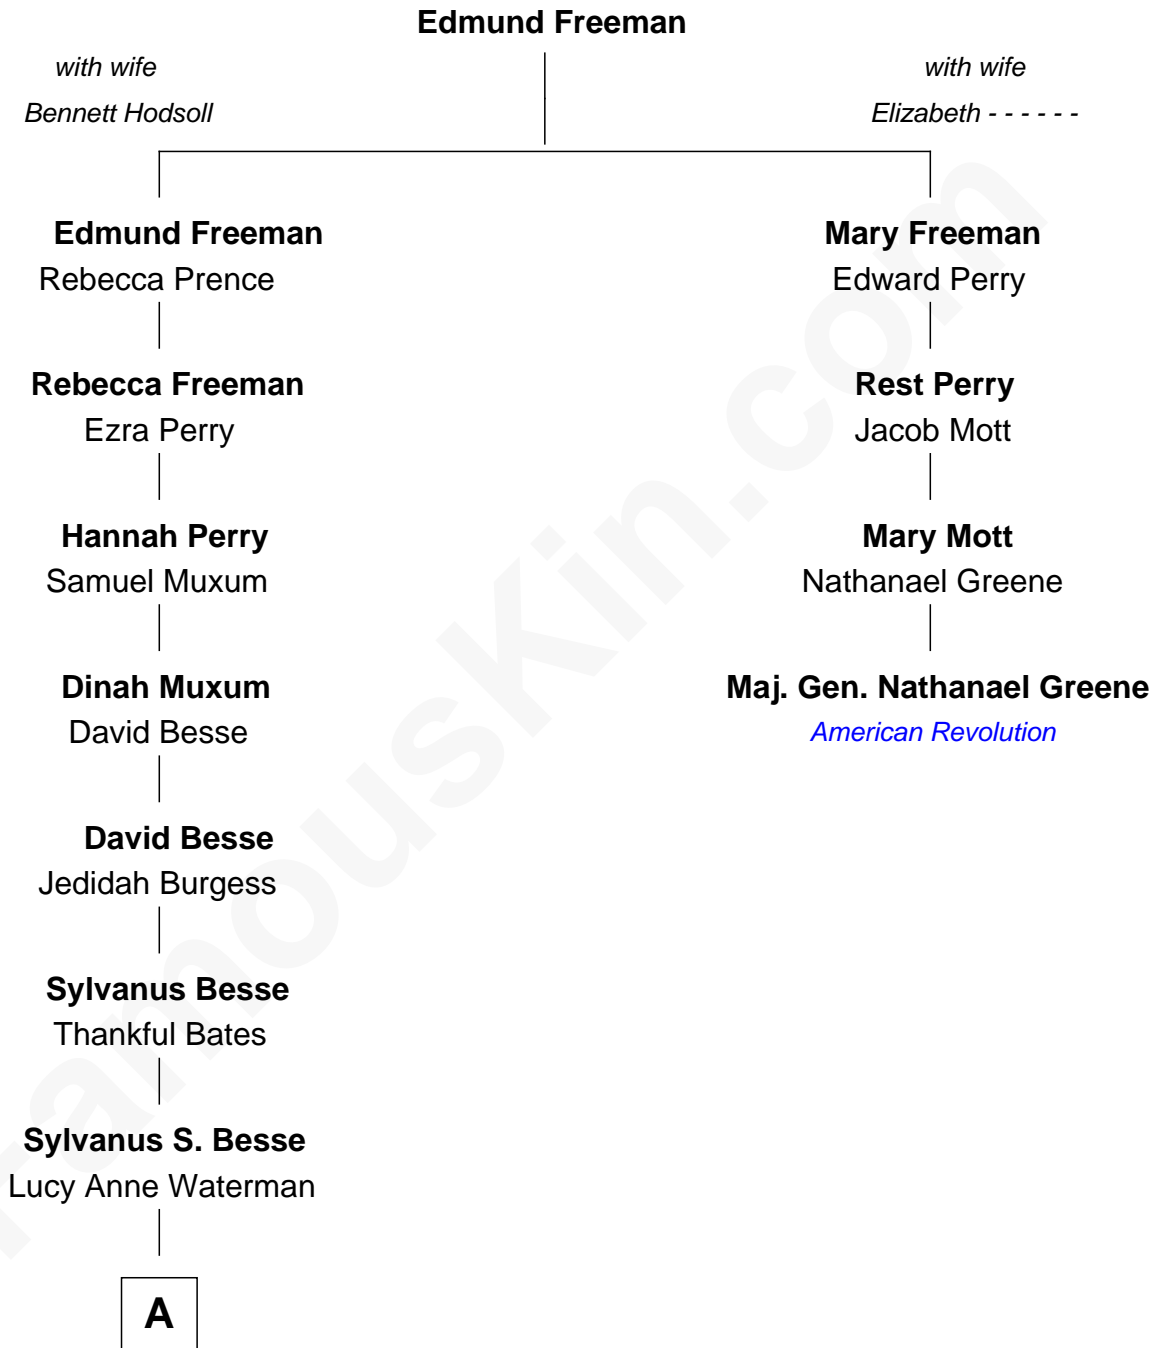 Edmund Freeman
with wife
Bennett Hodsoll
with wife
Elizabeth - - - - - -
Edmund Freeman
Rebecca Prence
Mary Freeman
Edward Perry
Rebecca Freeman
Ezra Perry
Rest Perry
Jacob Mott
Hannah Perry
Samuel Muxum
Mary Mott
Nathanael Greene
Dinah Muxum
David Besse
Maj. Gen. Nathanael Greene
American Revolution
David Besse
Jedidah Burgess
Sylvanus Besse
Thankful Bates
Sylvanus S. Besse
Lucy Anne Waterman
A
FamousKin.com